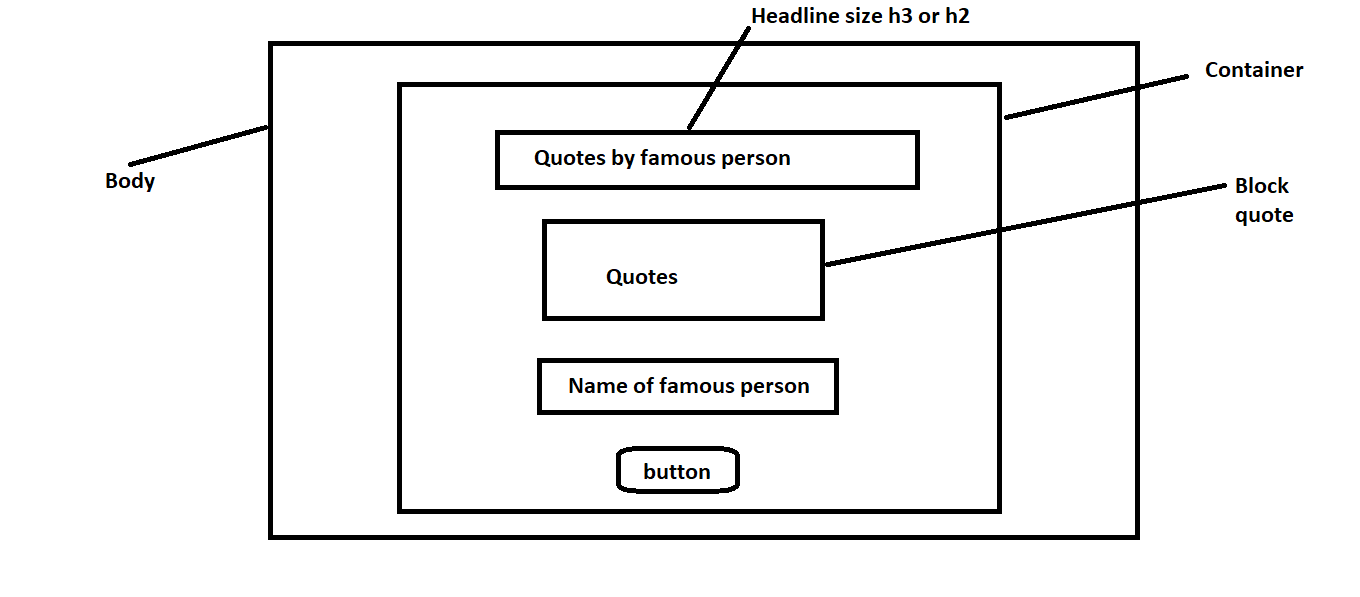 Headline size h3 or h2
Container
Quotes by famous person
Body
Block
quote
Quotes
Name of famous person
button